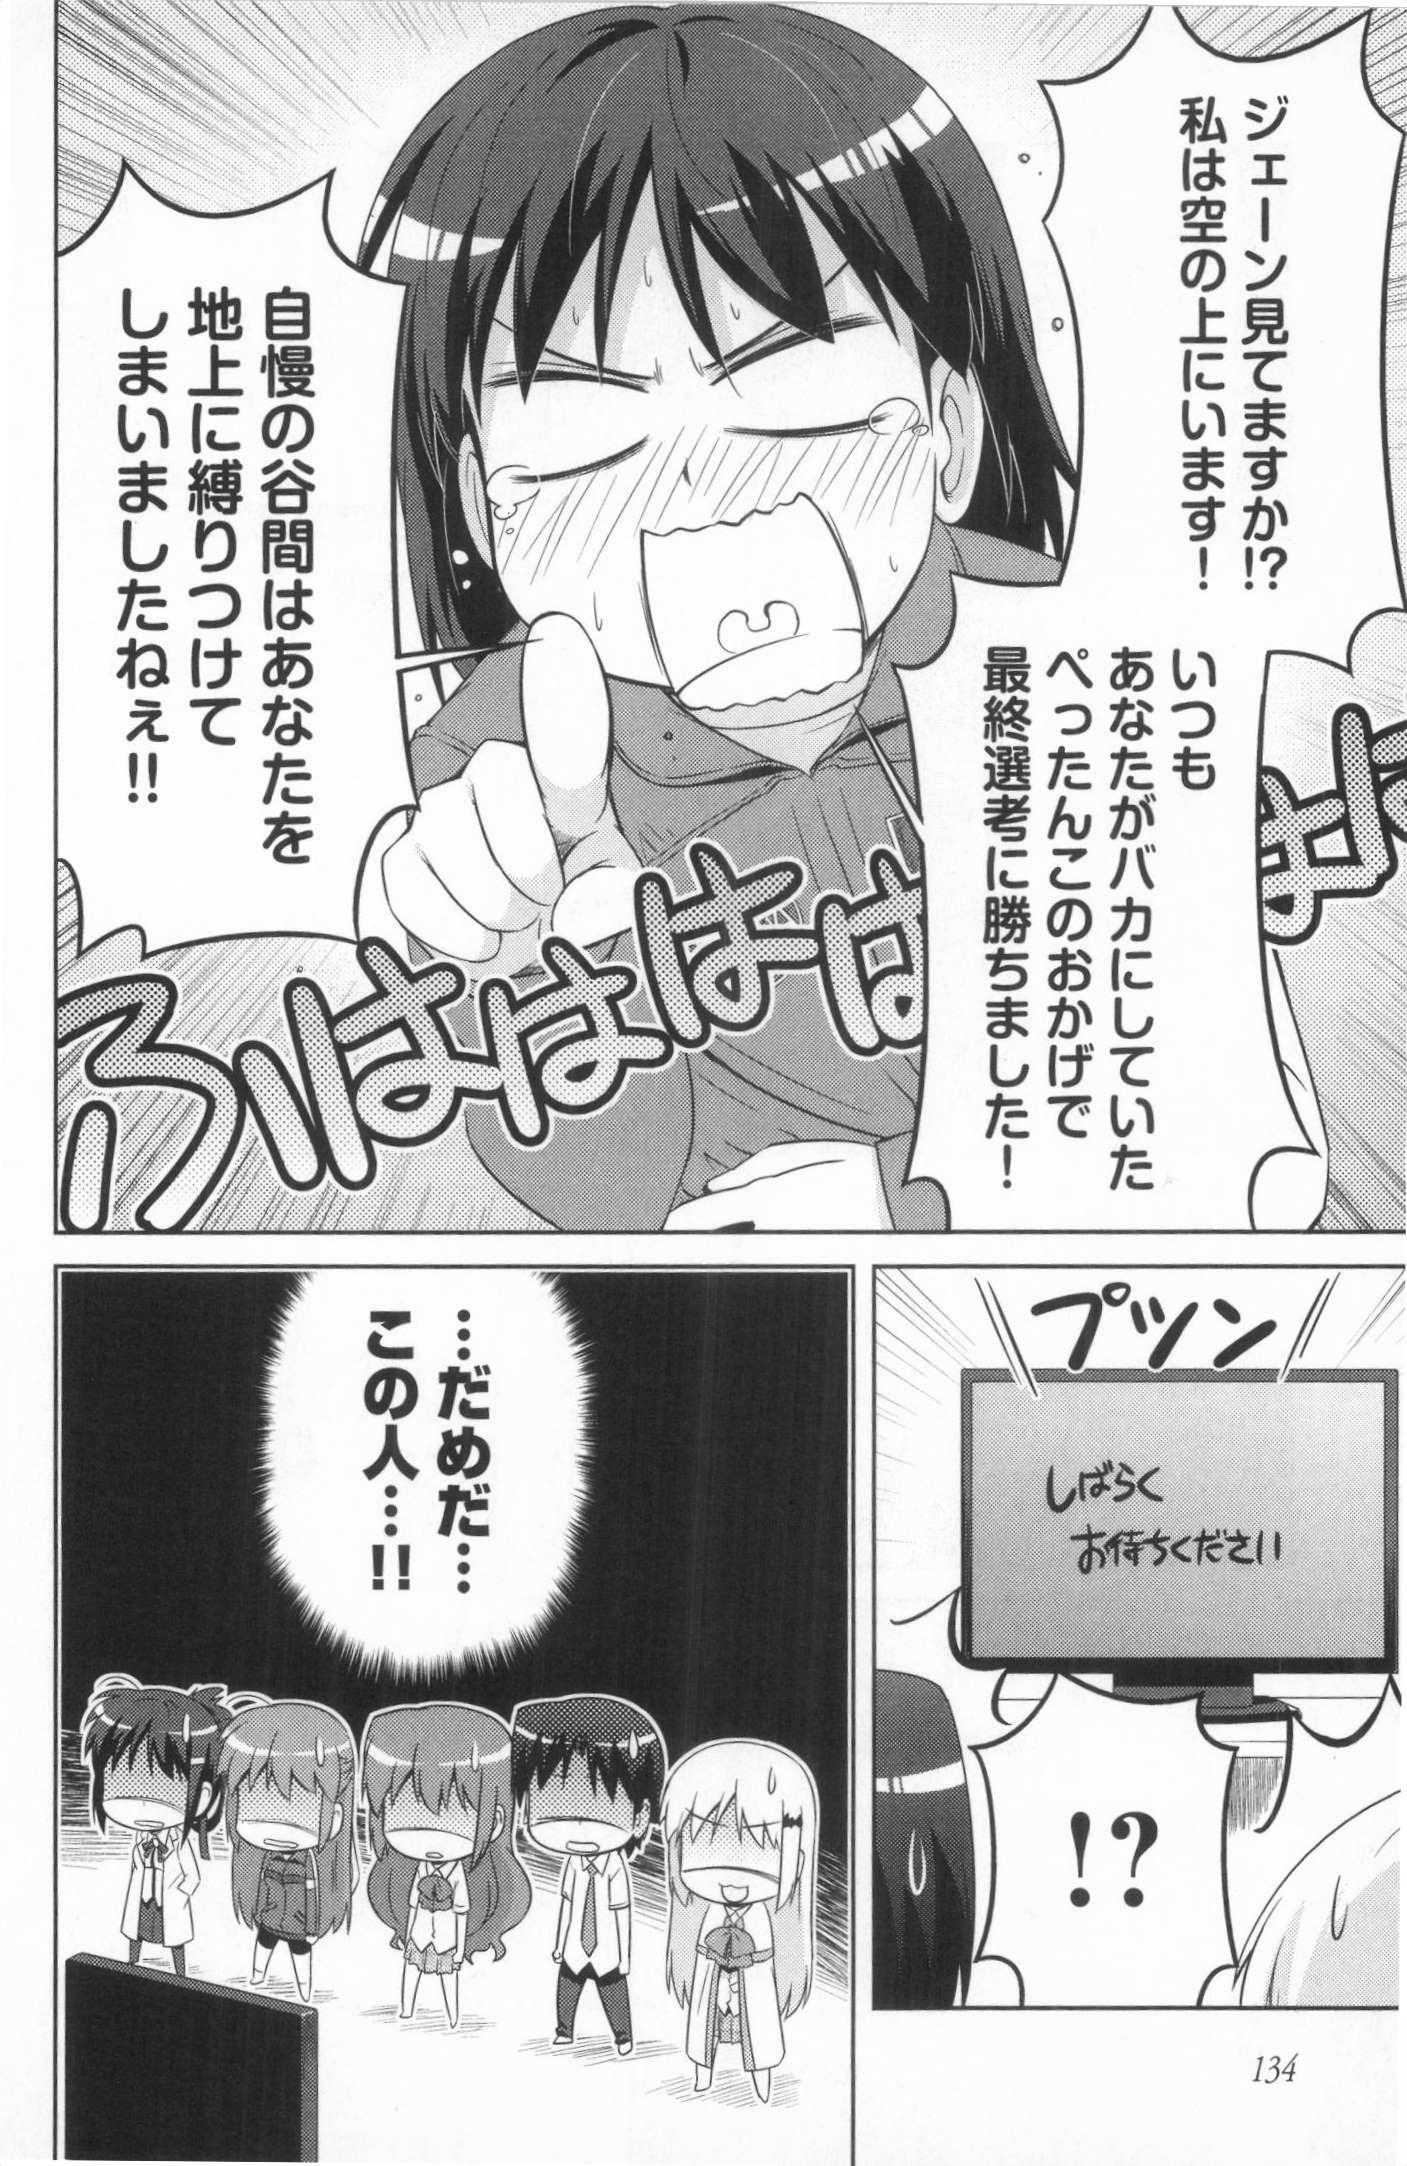 ジェーン見てますか!?
私は空の上にいます!
いつも
あなたがバカにしていた
ぺったんこのおかげで
最終選考に勝ちました!
自慢の谷間はあなたを
地上に縛りつけて
しまいましたねぇ!!
ふははははーははは
プツン
しばらく
お待ちください
!?
…だめだ…
この人…!!
134